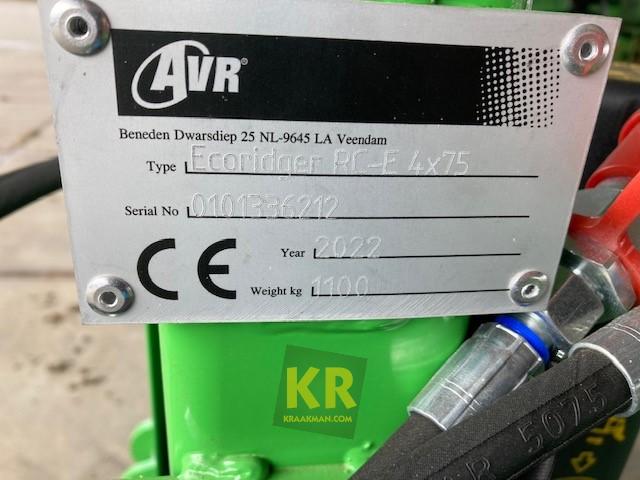 AVR®
Beneden Dwarsdiep 25 NL-9645 LA Veendam
Type Ecoridger RC-E 4x75
Serial No 0101336212
CE Year 2022
Weight kg 1100
KR
KRAAKMAN.COM
R 5075